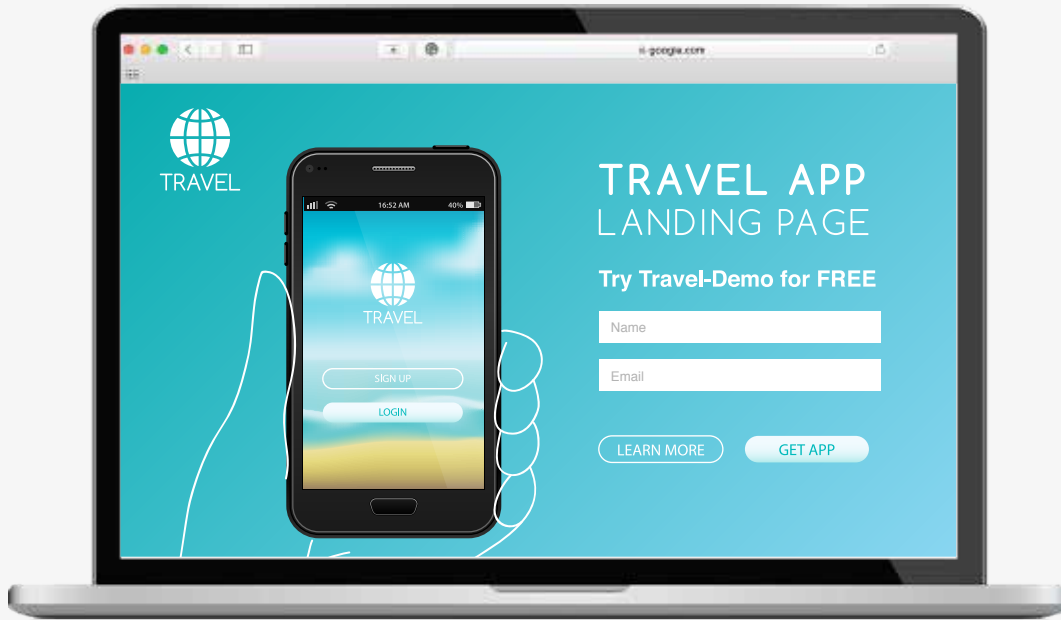 TRAVEL
16:52 AM
40%
TRAVEL
SIGN UP
LOGIN
TRAVEL APP
LANDING PAGE
Try Travel-Demo for FREE
Name
Email
LEARN MORE
GET APP